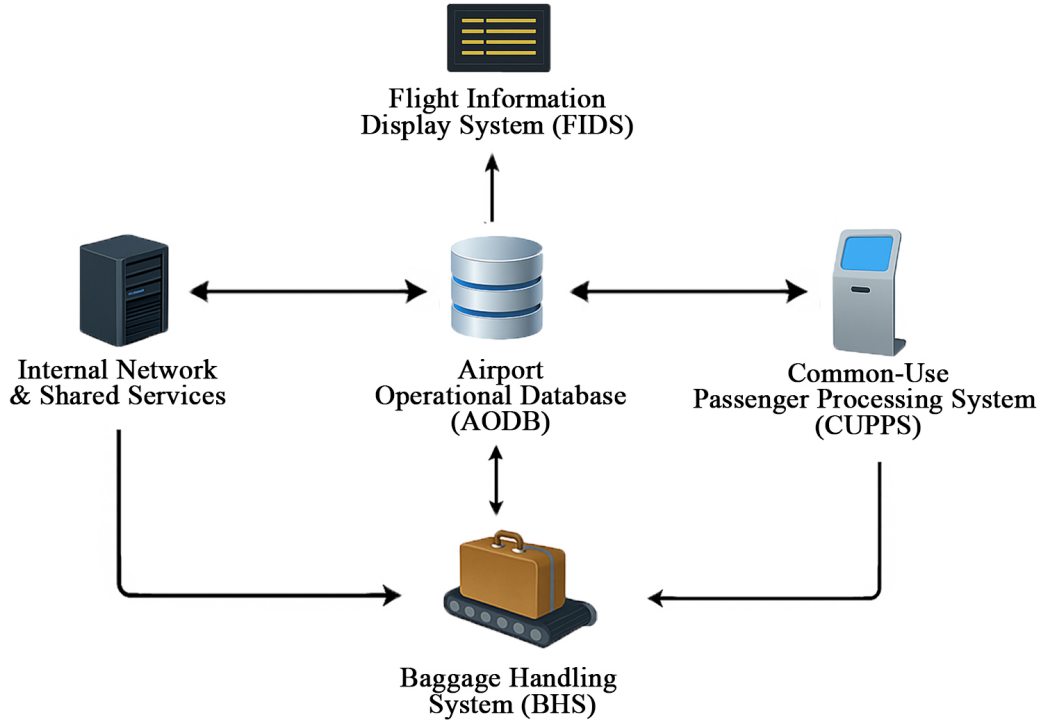 Flight Information
Display System (FIDS)
Internal Network
& Shared Services
Airport
Operational Database
(AODB)
Common-Use
Passenger Processing System
(CUPPS)
Baggage Handling
System (BHS)